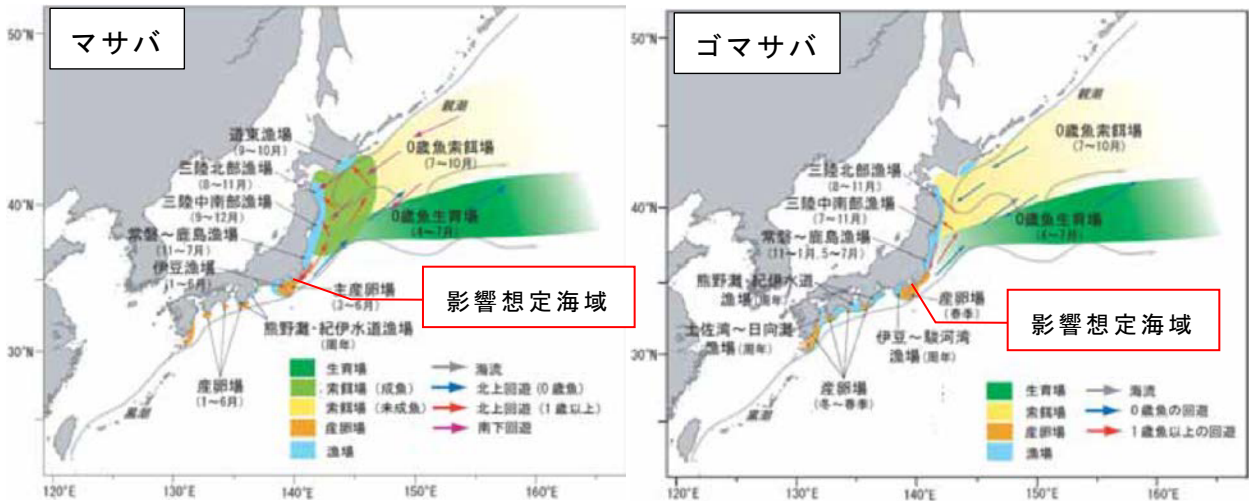 マサバ
50°N
40°N
30°N
120°E
130°E
140°E
150°E
160°E
親潮
道東漁場
(9～10月)
三陸北部漁場
(8～11月)
三陸中南部漁場
(9～12月)
常磐～鹿島漁場
(11～7月)
伊豆漁場
(1～6月)
0歳魚索餌場
(7～10月)
0歳魚生育場
(4～7月)
主産卵場
(3～6月)
影響想定海域
熊野灘・紀伊水道漁場
(周年)
産卵場
(1～6月)
黒潮
生育場
索餌場(成魚)
索餌場(未成魚)
産卵場
漁場
海流
北上回遊(0歳魚)
北上回遊(1歳以上)
南下回遊
ゴマサバ
50°N
40°N
30°N
120°E
130°E
140°E
150°E
160°E
親潮
三陸北部漁場
(8～11月)
三陸中南部漁場
(7～11月)
常磐～鹿島漁場
(11～1月,5～7月)
熊野灘・紀伊水道
漁場(周年)
土佐湾～日向灘
漁場(周年)
0歳魚索餌場
(7～10月)
0歳魚生育場
(4～7月)
産卵場
(春季)
影響想定海域
伊豆～駿河湾
漁場(周年)
産卵場
(冬～春季)
黒潮
生育場
索餌場
産卵場
漁場
海流
0歳魚の回遊
1歳魚以上の回遊